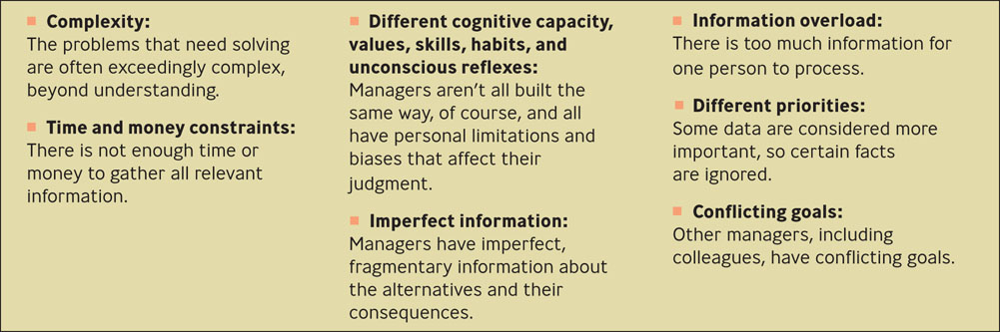 ■ Complexity:
The problems that need solving
are often exceedingly complex,
beyond understanding.
■ Time and money constraints:
There is not enough time or
money to gather all relevant
information.
■ Different cognitive capacity,
values, skills, habits, and
unconscious reflexes:
Managers aren’t all built the
same way, of course, and all
have personal limitations and
biases that affect their
judgment.
■ Imperfect information:
Managers have imperfect,
fragmentary information about
the alternatives and their
consequences.
■ Information overload:
There is too much information for
one person to process.
■ Different priorities:
Some data are considered more
important, so certain facts
are ignored.
■ Conflicting goals:
Other managers, including
colleagues, have conflicting goals.